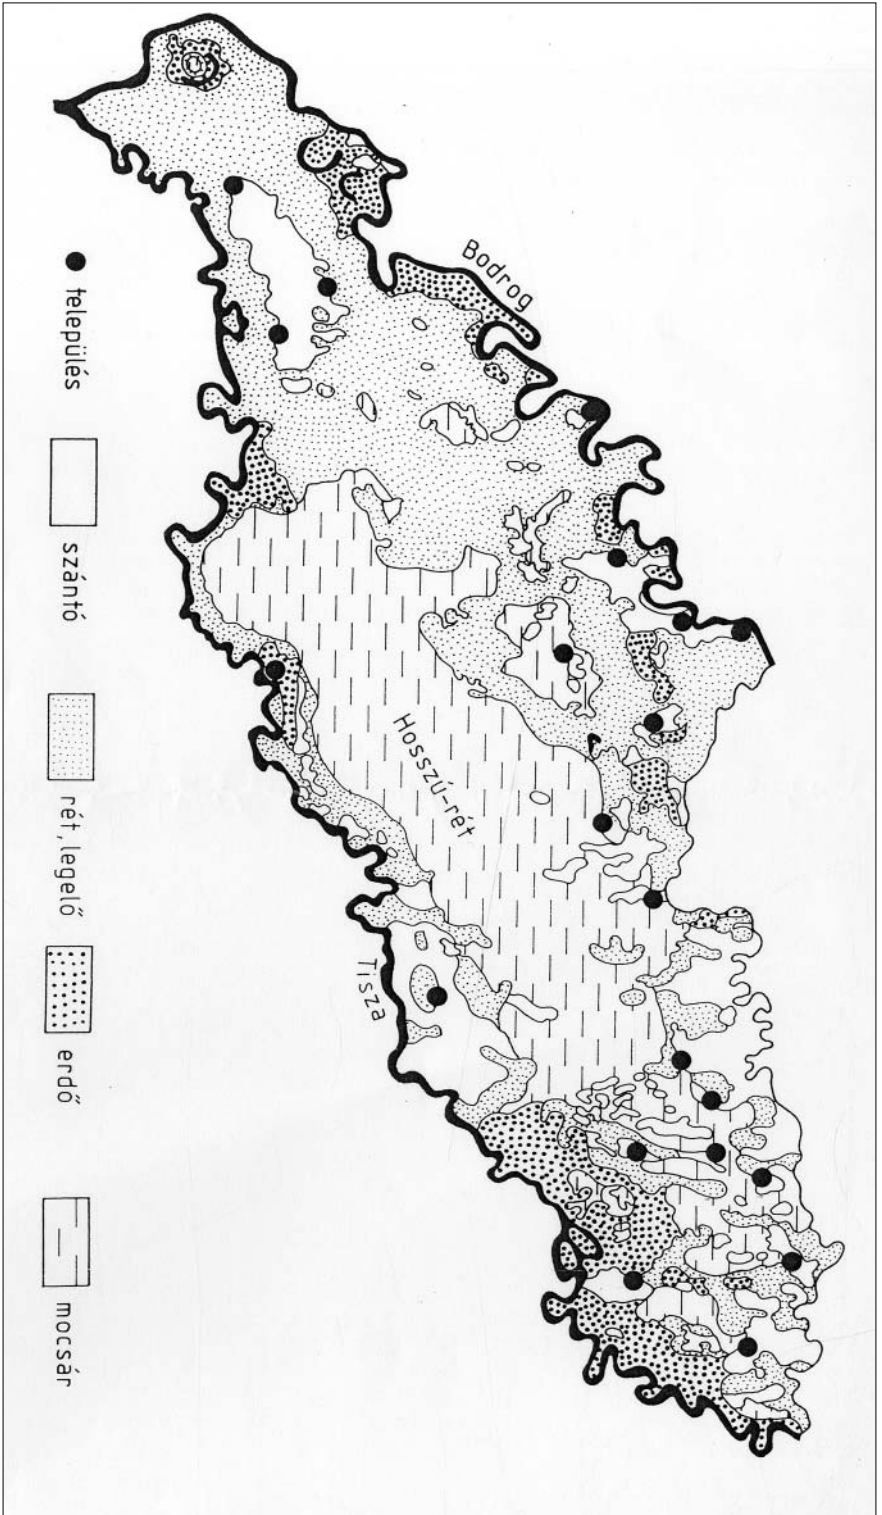 Bodrog
Hosszú-rét
Tisza
település
szántó
rét, legelő
erdő
mocsár